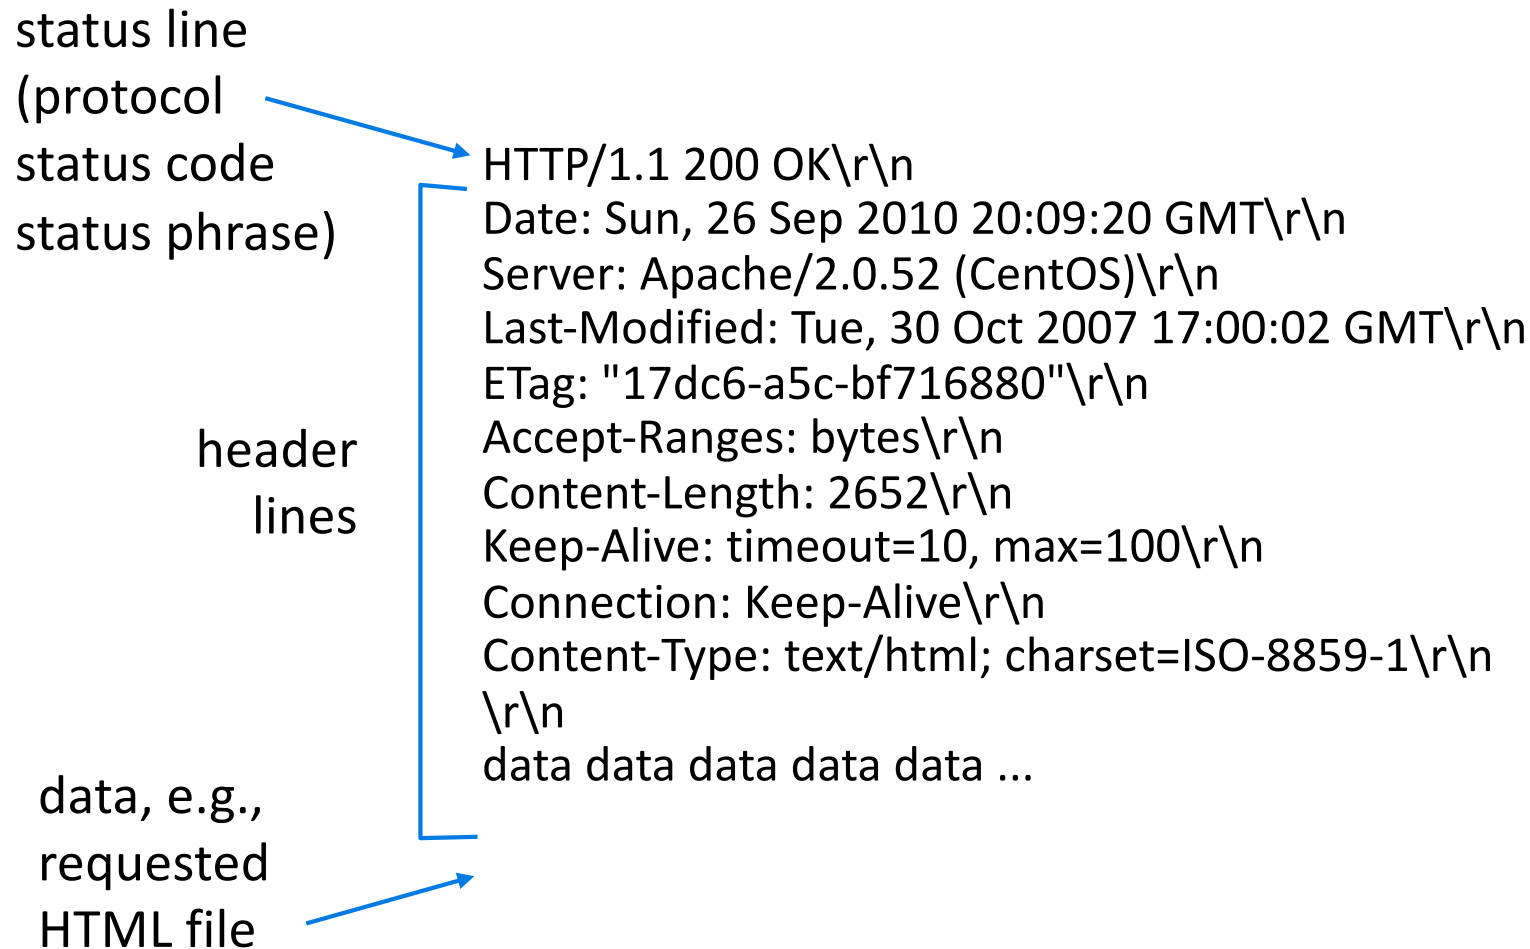 status line
(protocol
status code
status phrase)
HTTP/1.1 200 OK\r\n
Date: Sun, 26 Sep 2010 20:09:20 GMT\r\n
Server: Apache/2.0.52 (CentOS)\r\n
Last-Modified: Tue, 30 Oct 2007 17:00:02 GMT\r\n
ETag: "17dc6-a5c-bf716880"\r\n
Accept-Ranges: bytes\r\n
Content-Length: 2652\r\n
Keep-Alive: timeout=10, max=100\r\n
Connection: Keep-Alive\r\n
Content-Type: text/html; charset=ISO-8859-1\r\n
\r\n
data data data data data ...
header
lines
data, e.g.,
requested
HTML file